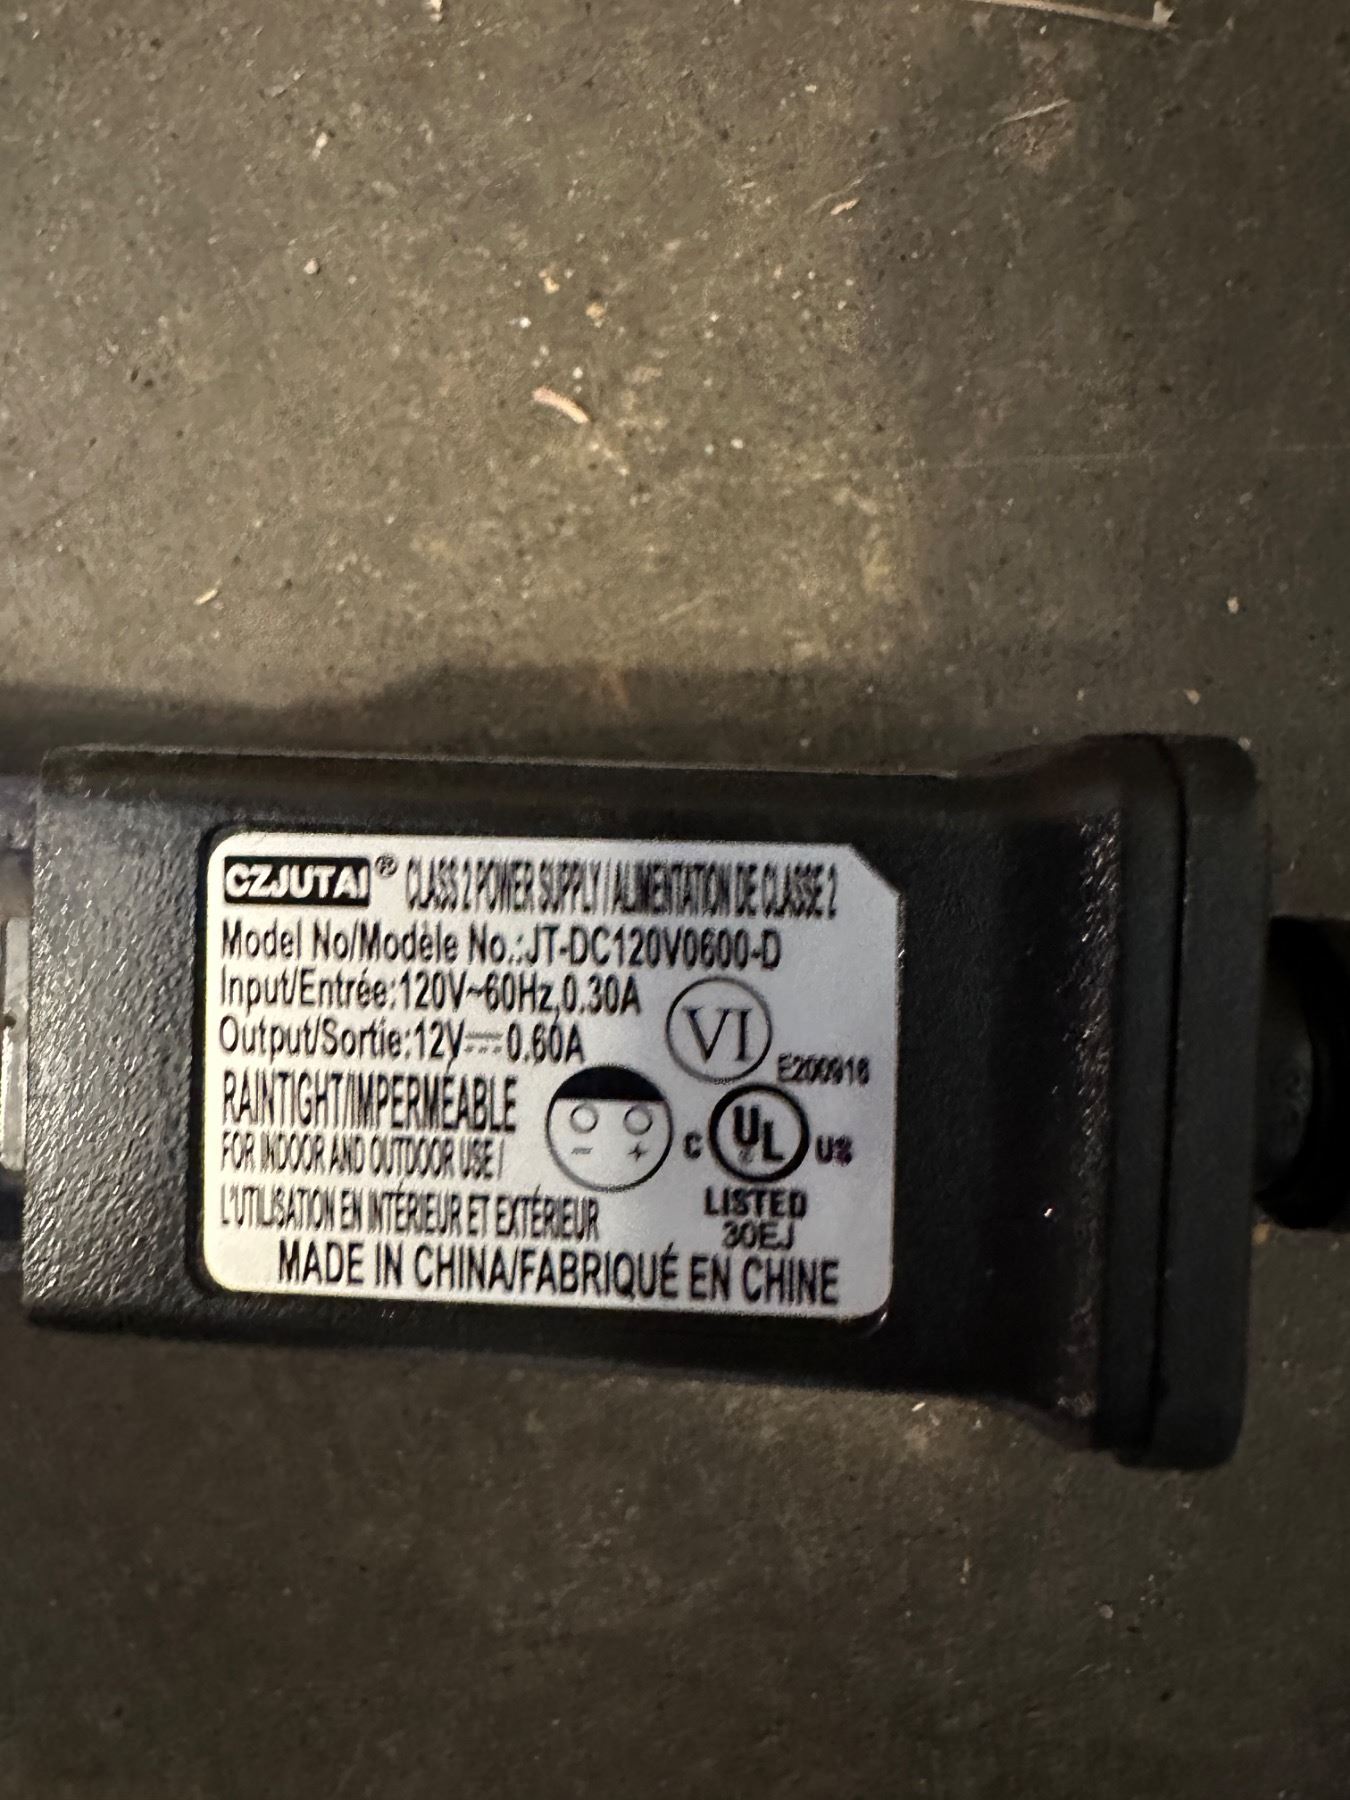 CZJUTAI® CLASS 2 POWER SUPPLY / ALIMENTATION DE CLASSE 2
Model No/Modèle No.:JT-DC120V0600-D
Input/Entrée:120V~60Hz,0.30A
Output/Sortie:12V⎓0.60A
VI
E200916
RAINTIGHT/IMPERMÉABLE
FOR INDOOR AND OUTDOOR USE /
L'UTILISATION EN INTÉRIEUR ET EXTÉRIEUR
- +
C UL ® US
LISTED
30EJ
MADE IN CHINA/FABRIQUÉ EN CHINE